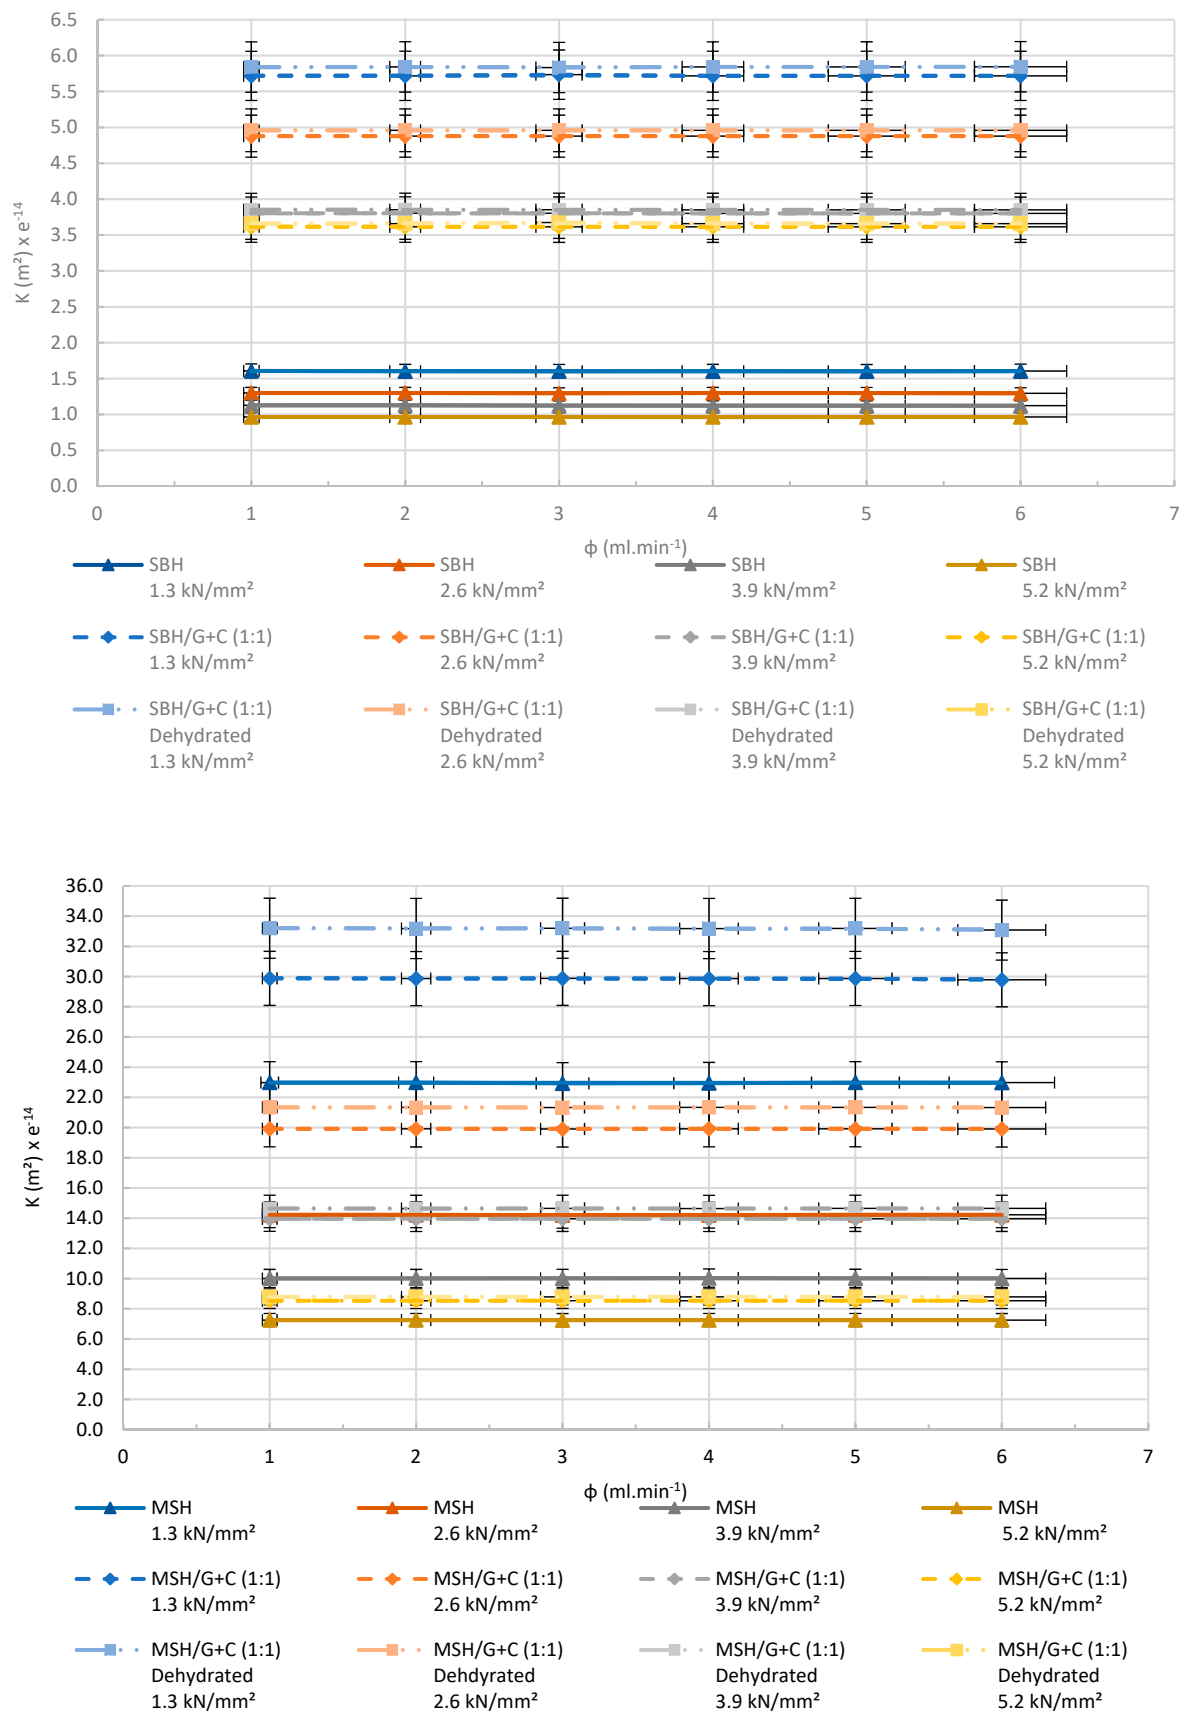 6.5
6.0
5.5
5.0
4.5
4.0
3.5
3.0
2.5
2.0
1.5
1.0
0.5
0.0
K (m²) x e⁻¹⁴
0 1 2 3 4 5 6 7
ϕ (ml.min⁻¹)
SBH SBH SBH SBH
1.3 kN/mm² 2.6 kN/mm² 3.9 kN/mm² 5.2 kN/mm²
SBH/G+C (1:1) SBH/G+C (1:1) SBH/G+C (1:1) SBH/G+C (1:1)
1.3 kN/mm² 2.6 kN/mm² 3.9 kN/mm² 5.2 kN/mm²
SBH/G+C (1:1) SBH/G+C (1:1) SBH/G+C (1:1) SBH/G+C (1:1)
Dehydrated Dehydrated Dehydrated Dehydrated
1.3 kN/mm² 2.6 kN/mm² 3.9 kN/mm² 5.2 kN/mm²
36.0
34.0
32.0
30.0
28.0
26.0
24.0
22.0
20.0
18.0
16.0
14.0
12.0
10.0
8.0
6.0
4.0
2.0
0.0
K (m²) x e⁻¹⁴
0 1 2 3 4 5 6 7
ϕ (ml.min⁻¹)
MSH MSH MSH MSH
1.3 kN/mm² 2.6 kN/mm² 3.9 kN/mm² 5.2 kN/mm²
MSH/G+C (1:1) MSH/G+C (1:1) MSH/G+C (1:1) MSH/G+C (1:1)
1.3 kN/mm² 2.6 kN/mm² 3.9 kN/mm² 5.2 kN/mm²
MSH/G+C (1:1) MSH/G+C (1:1) MSH/G+C (1:1) MSH/G+C (1:1)
Dehydrated Dehdyrated Dehydrated Dehydrated
1.3 kN/mm² 2.6 kN/mm² 3.9 kN/mm² 5.2 kN/mm²